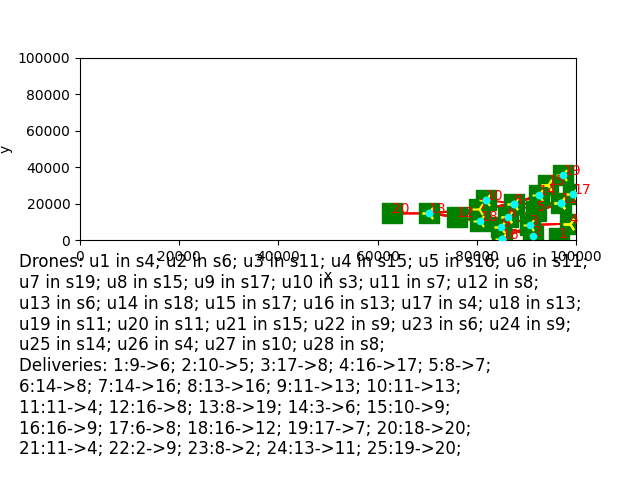 100000
80000
60000
40000
20000
0
y
0 20000 40000 60000 80000 100000
x
20
19
17
Drones: u1 in s4; u2 in s6; u3 in s11; u4 in s15; u5 in s16; u6 in s11;
u7 in s19; u8 in s15; u9 in s17; u10 in s3; u11 in s7; u12 in s8;
u13 in s6; u14 in s18; u15 in s17; u16 in s13; u17 in s4; u18 in s13;
u19 in s11; u20 in s11; u21 in s15; u22 in s9; u23 in s6; u24 in s9;
u25 in s14; u26 in s4; u27 in s10; u28 in s8;
Deliveries: 1:9->6; 2:10->5; 3:17->8; 4:16->17; 5:8->7;
6:14->8; 7:14->16; 8:13->16; 9:11->13; 10:11->13;
11:11->4; 12:16->8; 13:8->19; 14:3->6; 15:10->9;
16:16->9; 17:6->8; 18:16->12; 19:17->7; 20:18->20;
21:11->4; 22:2->9; 23:8->2; 24:13->11; 25:19->20;